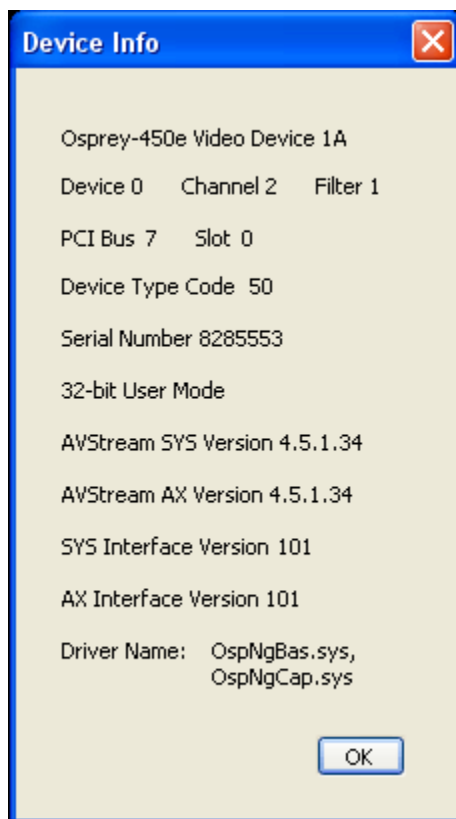 Device Info
Osprey-450e Video Device 1A
Device 0 Channel 2 Filter 1
PCI Bus 7 Slot 0
Device Type Code 50
Serial Number 8285553
32-bit User Mode
AVStream SYS Version 4.5.1.34
AVStream AX Version 4.5.1.34
SYS Interface Version 101
AX Interface Version 101
Driver Name: OspNgBas.sys,
OspNgCap.sys
OK